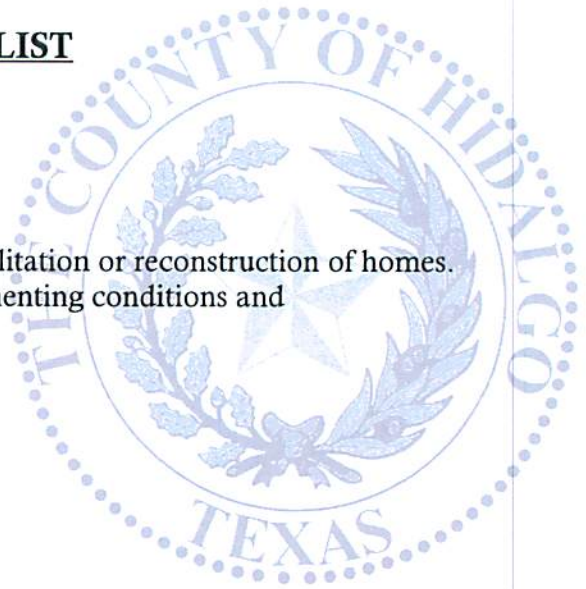 LIST
THE COUNTY OF HIDALGO
litation or reconstruction of homes.
nenting conditions and
TEXAS